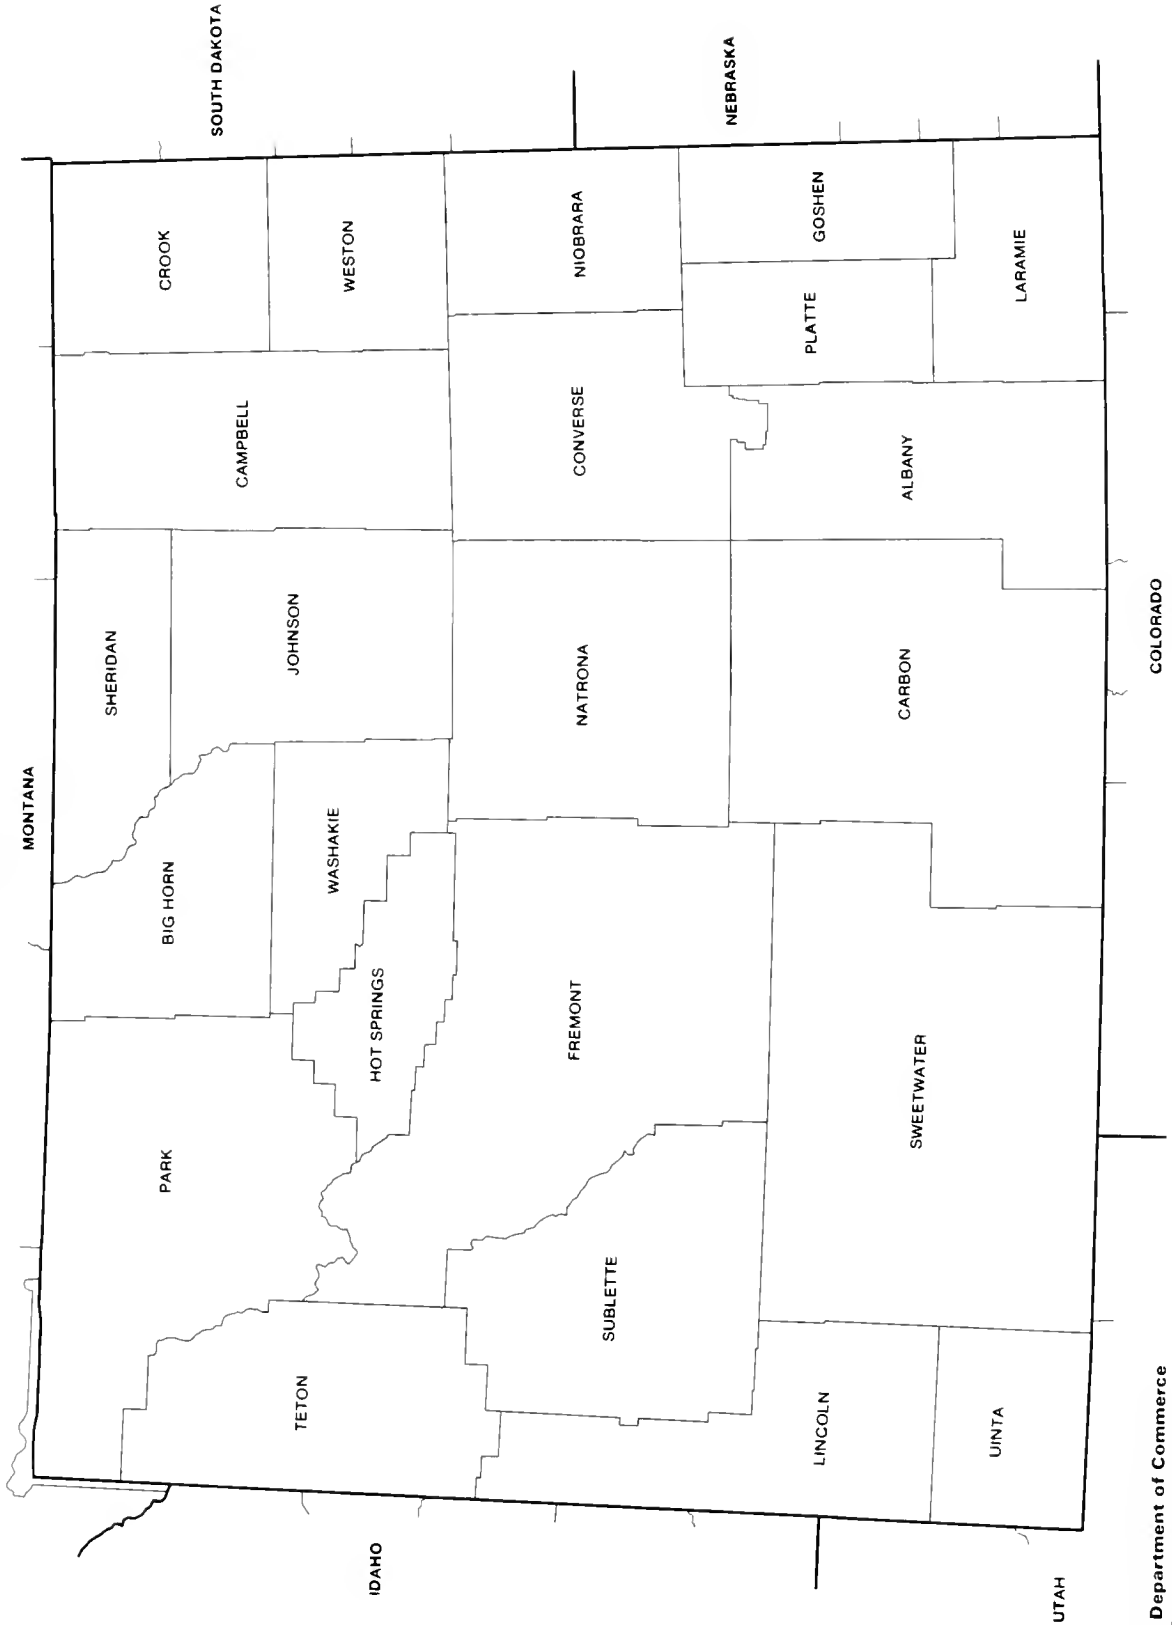 MONTANA
SOUTH DAKOTA
NEBRASKA
COLORADO
UTAH
IDAHO
PARK
BIG HORN
SHERIDAN
CAMPBELL
CROOK
TETON
HOT SPRINGS
WASHAKIE
JOHNSON
WESTON
SUBLETTE
FREMONT
NATRONA
CONVERSE
NIOBRARA
LINCOLN
SWEETWATER
CARBON
ALBANY
PLATTE
GOSHEN
UINTA
LARAMIE
Department of Commerce